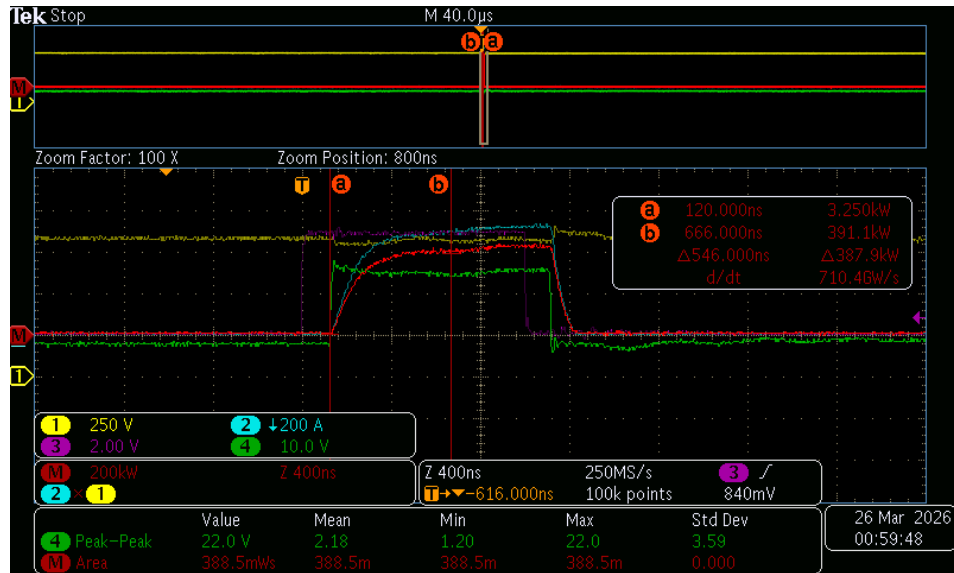 Tek Stop M 40.0µs
b a
M
1
Zoom Factor: 100 X Zoom Position: 800ns
T a b
a 120.000ns 3.250kW
b 666.000ns 391.1kW
Δ546.000ns Δ387.9kW
d/dt 710.4GW/s
M
1
1 250 V 2 ↓200 A
3 2.00 V 4 10.0 V
M 200kW Z 400ns
2 × 1
Z 400ns 250MS/s 3 ∫
T→▼-616.000ns 100k points 840mV
Value Mean Min Max Std Dev
4 Peak-Peak 22.0 V 2.18 1.20 22.0 3.59
M Area 388.5mWs 388.5m 388.5m 388.5m 0.000
26 Mar 2026
00:59:48